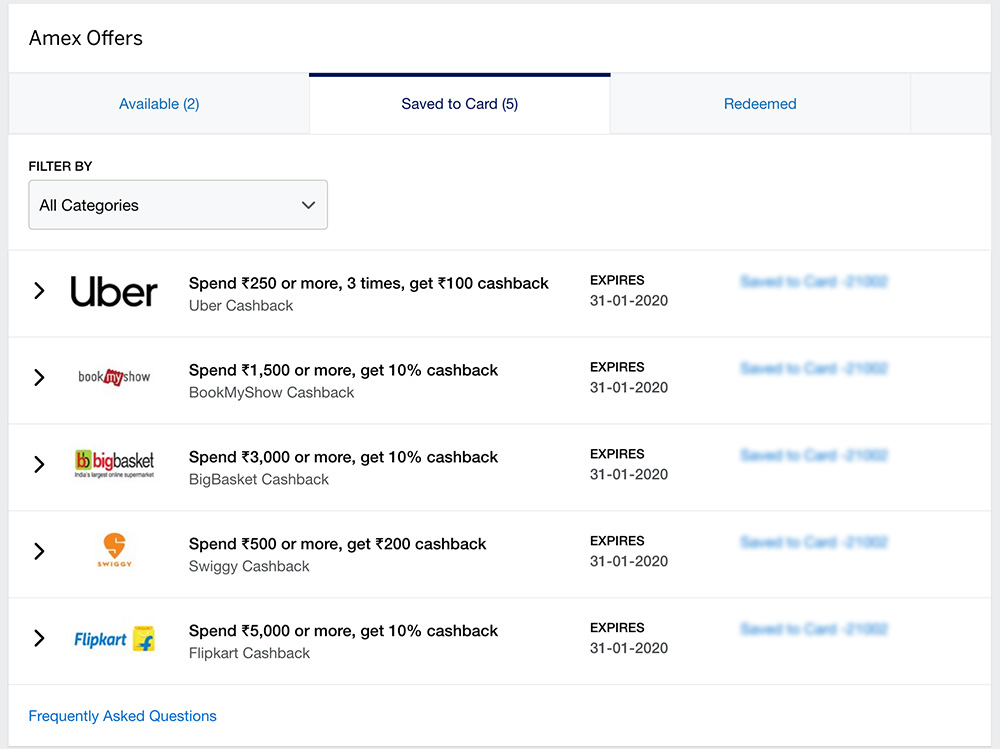 Amex Offers
Available (2)
Saved to Card (5)
Redeemed
FILTER BY
All Categories
Uber
Spend ₹250 or more, 3 times, get ₹100 cashback
Uber Cashback
EXPIRES
31-01-2020
bookmyshow
Spend ₹1,500 or more, get 10% cashback
BookMyShow Cashback
EXPIRES
31-01-2020
bb bigbasket
India's largest online supermarket
Spend ₹3,000 or more, get 10% cashback
BigBasket Cashback
EXPIRES
31-01-2020
SWIGGY
Spend ₹500 or more, get ₹200 cashback
Swiggy Cashback
EXPIRES
31-01-2020
Flipkart
Spend ₹5,000 or more, get 10% cashback
Flipkart Cashback
EXPIRES
31-01-2020
Frequently Asked Questions